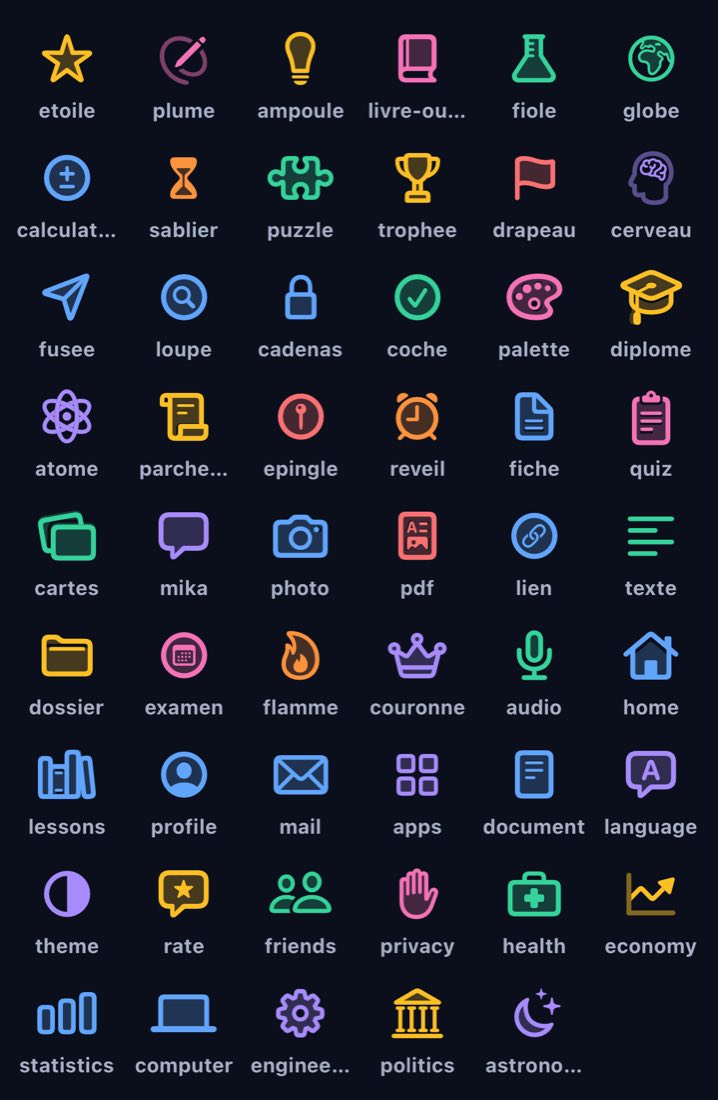 etoile plume ampoule livre-ou... fiole globe
calculat... sablier puzzle trophee drapeau cerveau
fusee loupe cadenas coche palette diplome
atome parche... epingle reveil fiche quiz
A
cartes mika photo pdf lien texte
dossier examen flamme couronne audio home
A
lessons profile mail apps document language
theme rate friends privacy health economy
statistics computer enginee... politics astrono...